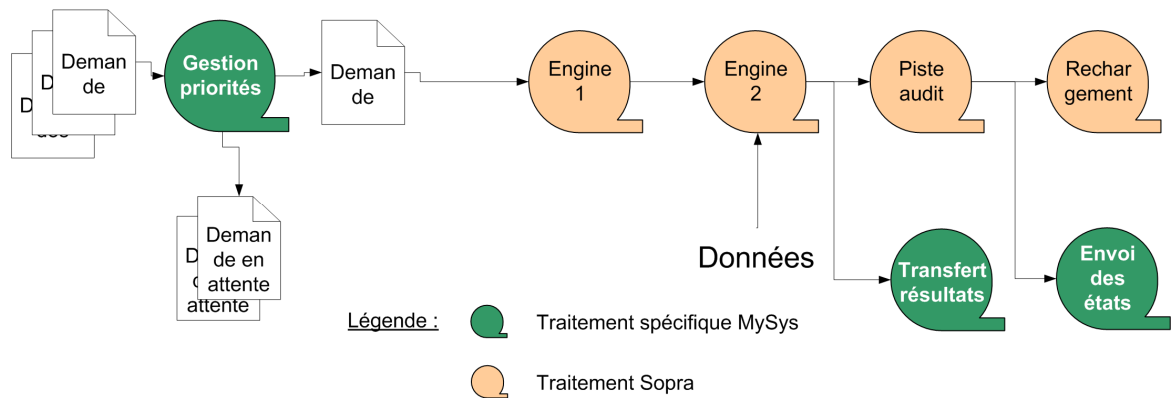 Deman
de
Gestion
priorités
Deman
de
Engine
1
Engine
2
Piste
audit
Rechar
gement
Deman
de en
attente
attente
Données
Transfert
résultats
Envoi
des
états
Légende :
Traitement spécifique MySys
Traitement Sopra